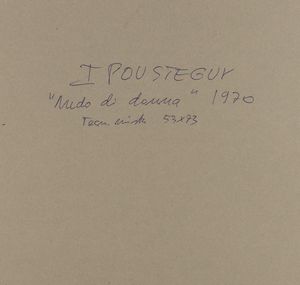 IPOUSTEGUY
"Nudo di donna" 1970
Tecn. mista 53x73